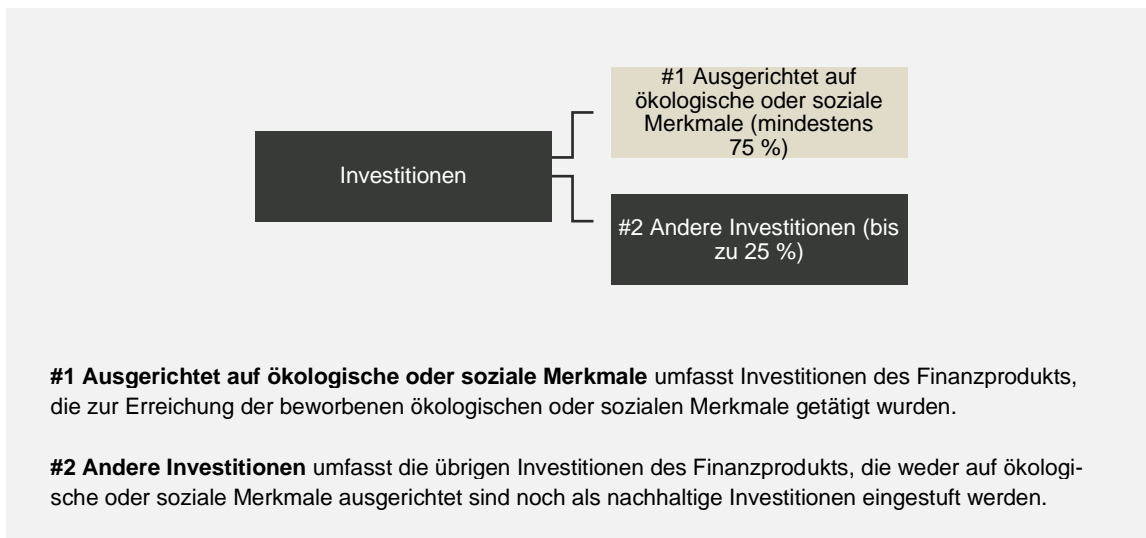 #1 Ausgerichtet auf
ökologische oder soziale
Merkmale (mindestens
75 %)
Investitionen
#2 Andere Investitionen (bis
zu 25 %)
#1 Ausgerichtet auf ökologische oder soziale Merkmale umfasst Investitionen des Finanzprodukts,
die zur Erreichung der beworbenen ökologischen oder sozialen Merkmale getätigt wurden.
#2 Andere Investitionen umfasst die übrigen Investitionen des Finanzprodukts, die weder auf ökologi-
sche oder soziale Merkmale ausgerichtet sind noch als nachhaltige Investitionen eingestuft werden.